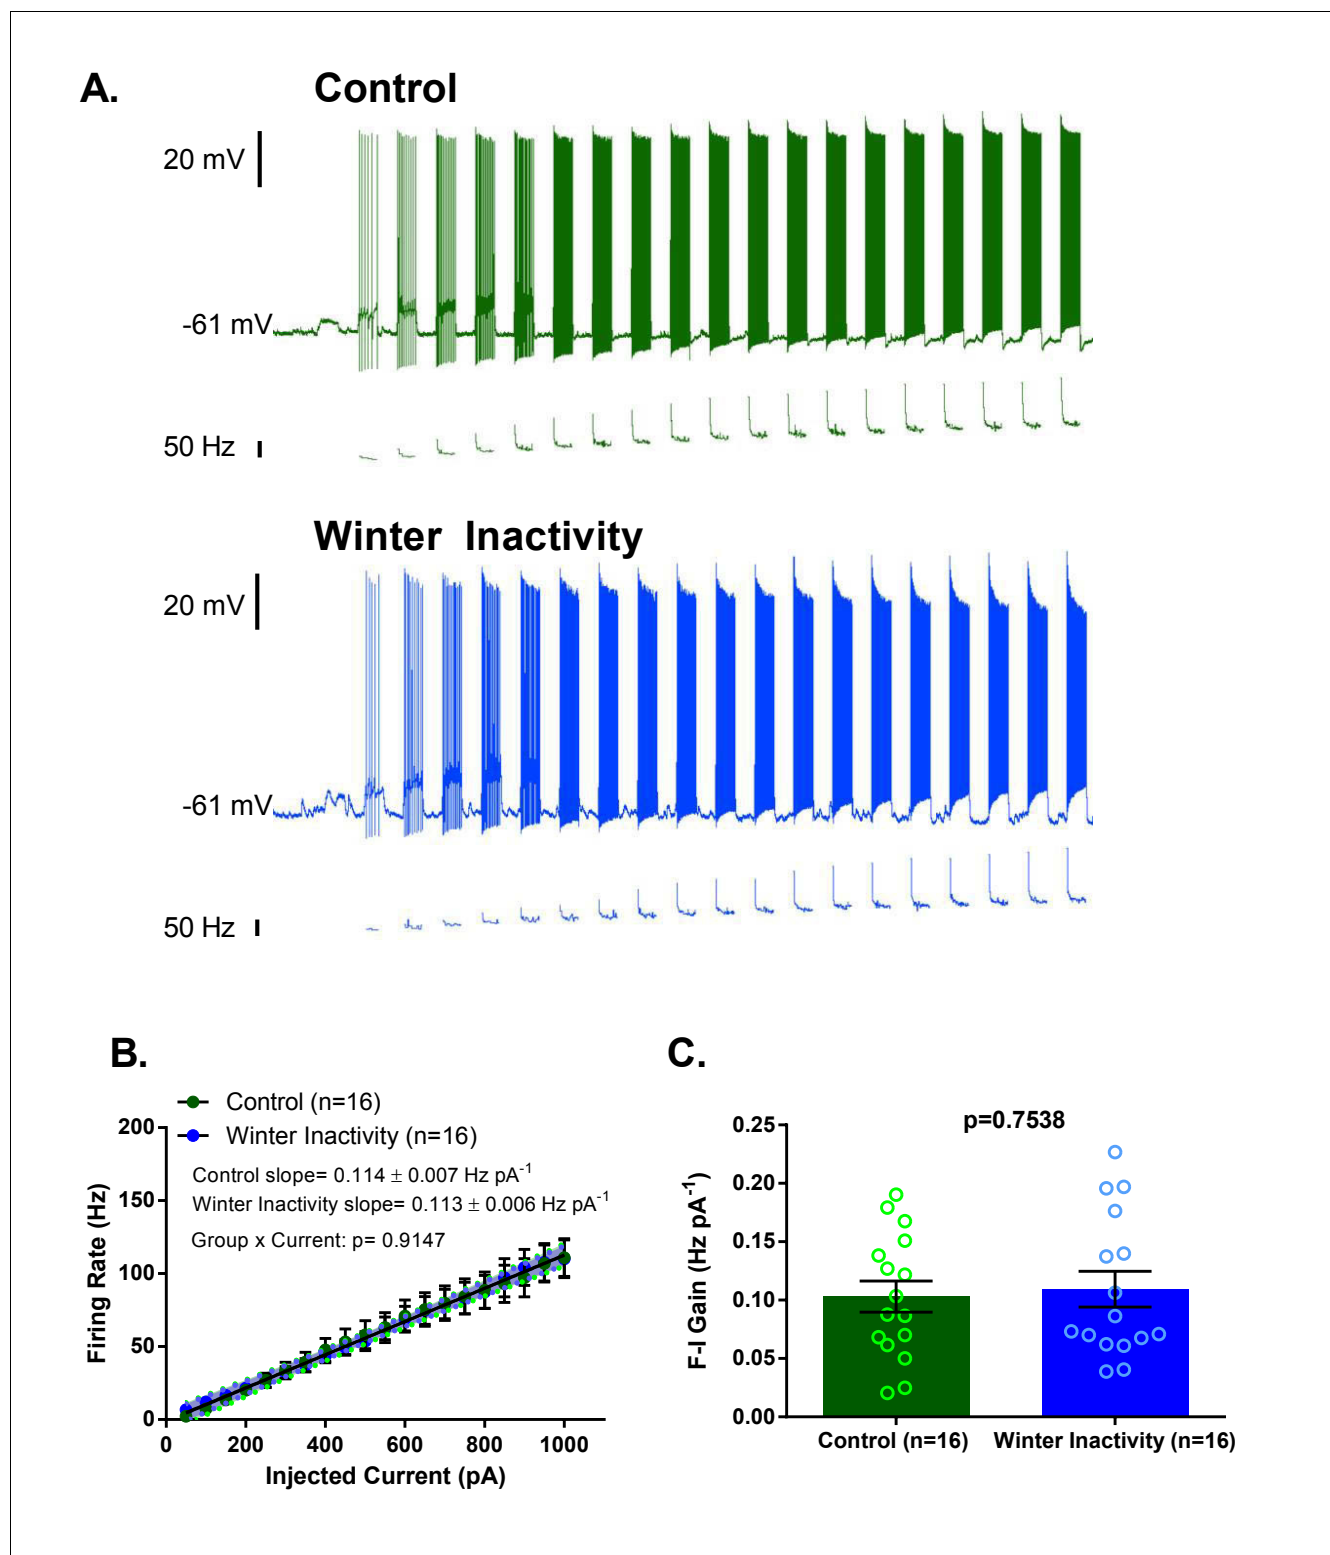 A.
Control
20 mV
-61 mV
50 Hz
Winter Inactivity
20 mV
-61 mV
50 Hz
B.
Control (n=16)
Winter Inactivity (n=16)
Control slope= 0.114 ± 0.007 Hz pA⁻¹
Winter Inactivity slope= 0.113 ± 0.006 Hz pA⁻¹
Group x Current: p= 0.9147
Firing Rate (Hz)
200
150
100
50
0
0 200 400 600 800 1000
Injected Current (pA)
C.
p=0.7538
F-I Gain (Hz pA⁻¹)
0.25
0.20
0.15
0.10
0.05
0.00
Control (n=16) Winter Inactivity (n=16)